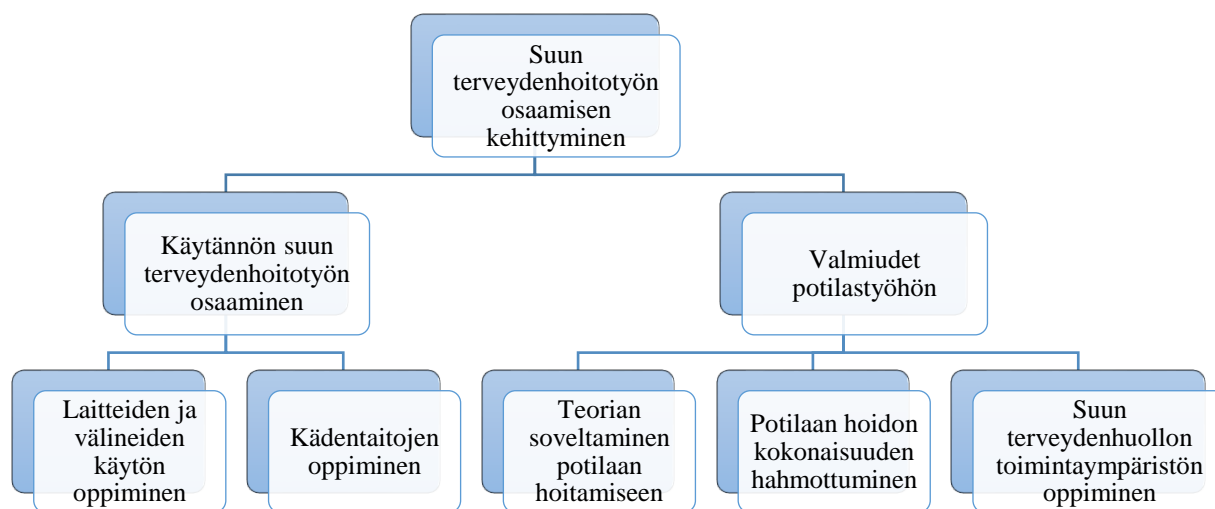 Suun
terveydenhoitotyön
osaamisen
kehittyminen
Käytännön suun
terveydenhoitotyön
osaaminen
Valmiudet
potilastyöhön
Laitteiden ja
välineiden
käytön
oppiminen
Kädentaitojen
oppiminen
Teorian
soveltaminen
potilaan
hoitamiseen
Potilaan hoidon
kokonaisuuden
hahmottuminen
Suun
terveydenhuollon
toimintaympäristön
oppiminen